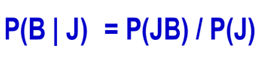 P(B | J) = P(JB) / P(J)